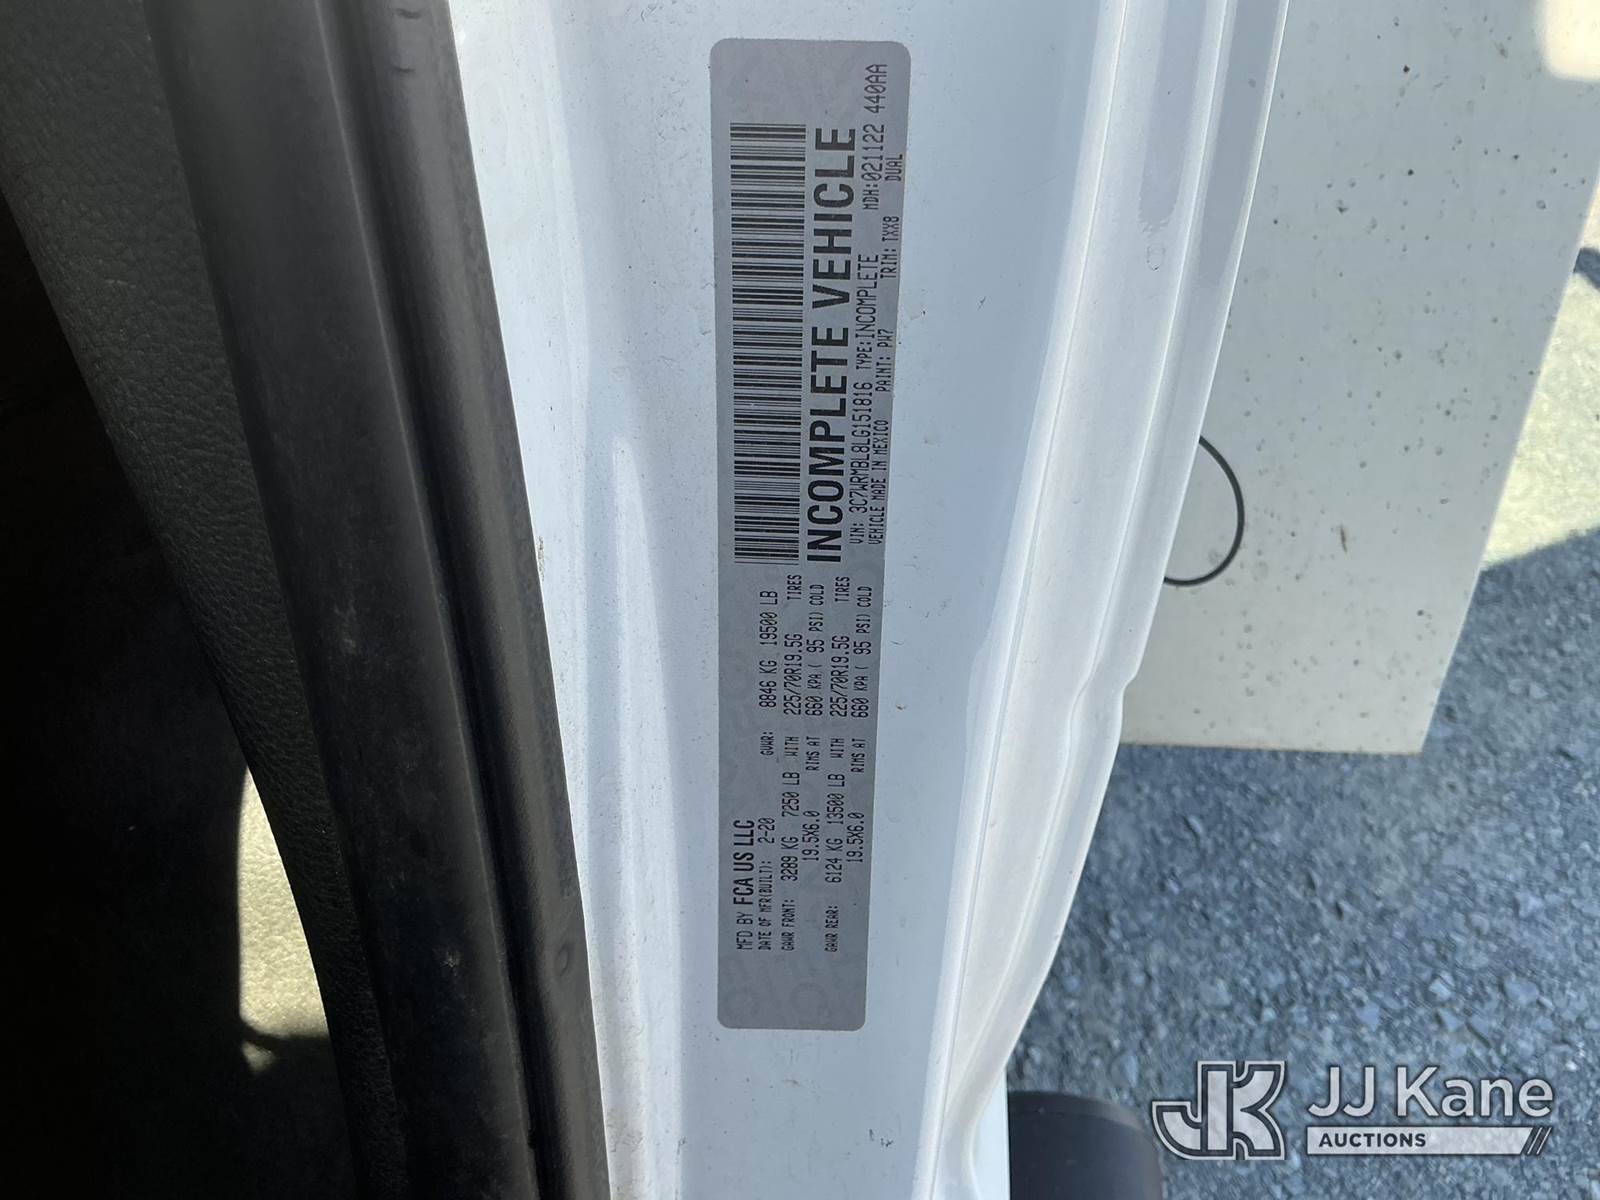 MFD BY FCA US LLC
DATE OF MFR(BUILT): 2-20 GVWR: 8846 KG 19500 LB
GAWR FRONT: 3289 KG 7250 LB WITH 225/70R19.5G TIRES
19.5X6.0 RIMS AT 660 KPA ( 95 PSI) COLD
GAWR REAR: 6124 KG 13500 LB WITH 225/70R19.5G TIRES
19.5X6.0 RIMS AT 660 KPA ( 95 PSI) COLD
INCOMPLETE VEHICLE
VIN: 3C7WRMBL8LG151816 TYPE:INCOMPLETE MDH:021122 440AA
VEHICLE MADE IN MEXICO PAINT: PW7 TRIM: TXX8 DUAL
JK JJ Kane
AUCTIONS